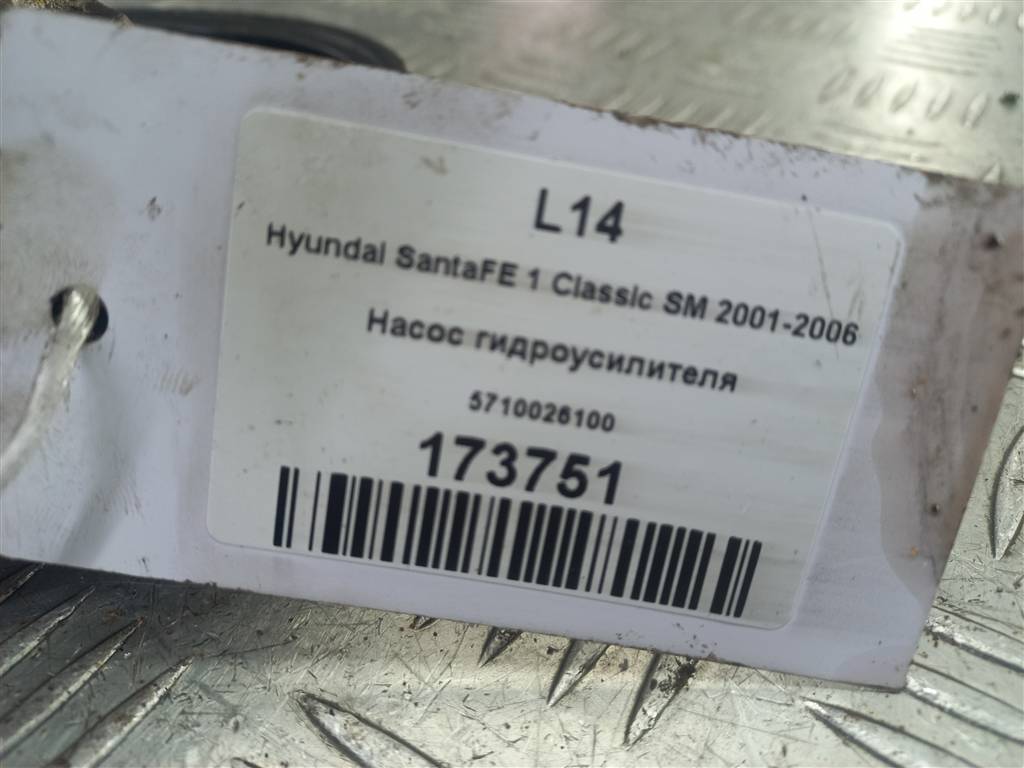 L14
Hyundai SantaFE 1 Classic SM 2001-2006
Насос гидроусилителя
5710026100
173751